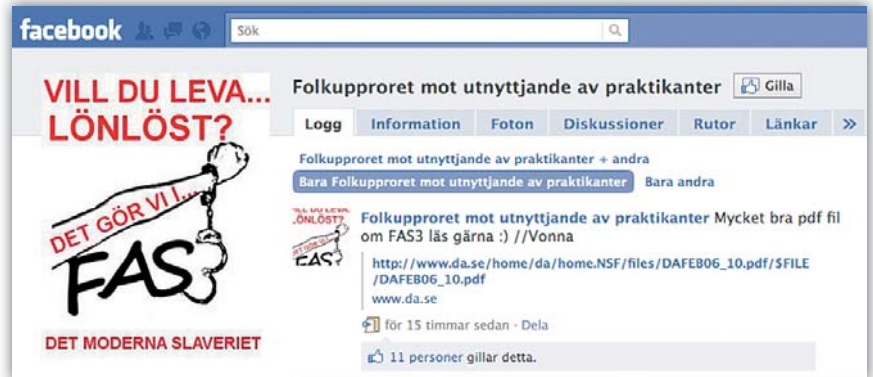 facebook
Sök
VILL DU LEVA...
LÖNLÖST?
DET GÖR VI I...
FAS3
DET MODERNA SLAVERIET
Folkupproret mot utnyttjande av praktikanter Gilla
Logg Information Foton Diskussioner Rutor Länkar »
Folkupproret mot utnyttjande av praktikanter + andra
Bara Folkupproret mot utnyttjande av praktikanter Bara andra
LÖNLÖST?
FAS3
Folkupproret mot utnyttjande av praktikanter Mycket bra pdf fil
om FAS3 läs gärna :) //Vonna
http://www.da.se/home/da/home.NSF/files/DAFEB06_10.pdf/$FILE
/DAFEB06_10.pdf
www.da.se
för 15 timmar sedan · Dela
11 personer gillar detta.